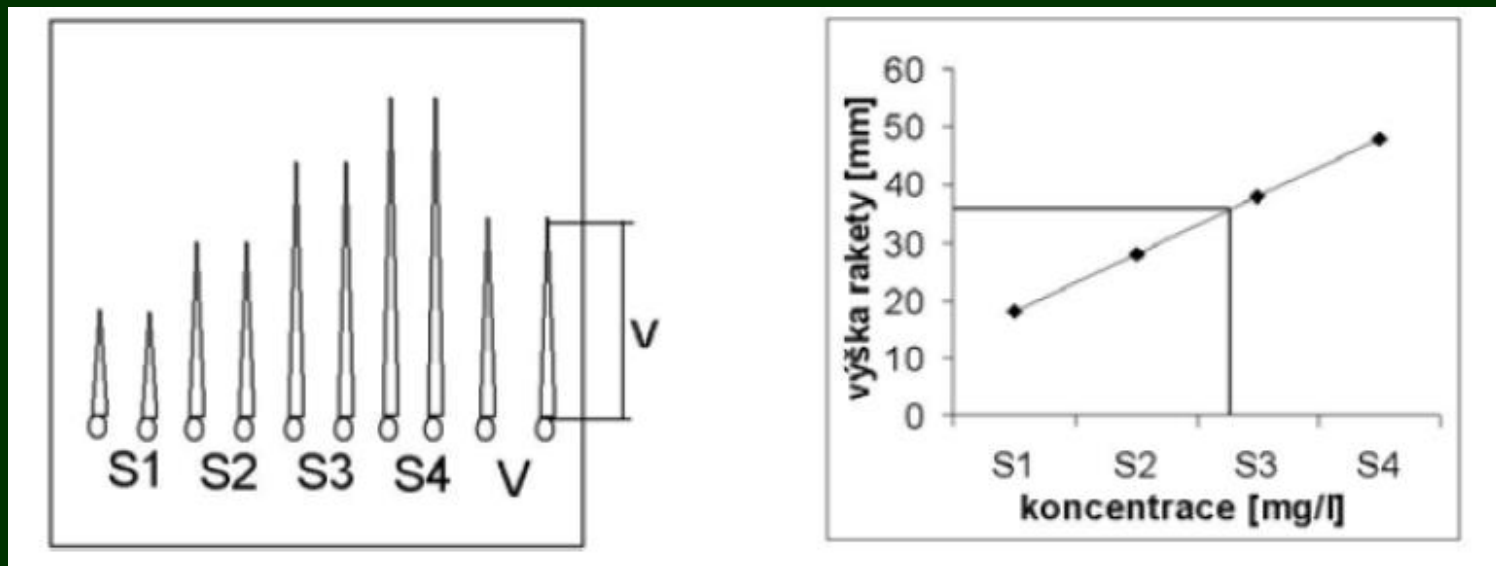 S1 S2 S3 S4 V
V
výška rakety [mm]
60
50
40
30
20
10
0
S1 S2 S3 S4
koncentrace [mg/l]